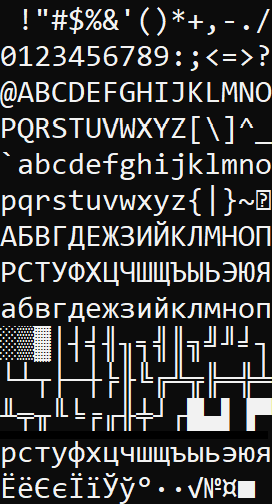 !"#$%&'()*+,-./
0123456789:;<=>?
@ABCDEFGHIJKLMNO
PQRSTUVWXYZ[\]^_
`abcdefghijklmno
pqrstuvwxyz{|}~⍰
АБВГДЕЖЗИЙКЛМНОП
РСТУФХЦЧШЩЪЫЬЭЮЯ
абвгдежзийклмноп
░▒▓│┤╡╢╖╕╣║╗╝╜╛┐
└┴┬├─┼╞╟╚╔╩╦╠═╬╧
╨╤╥╙╘╒╓╫╪┘┌█▄▌▐▀
рстуфхцчшщъыьэюя
ЁёЄєЇїЎў°∙·√№¤■